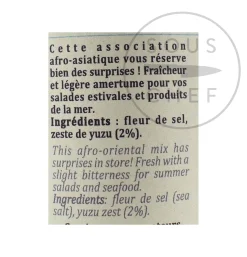 Cette association
afro-asiatique vous réserve
bien des surprises ! Fraîcheur
et légère amertume pour vos
salades estivales et produits
de la mer.
Ingrédients : fleur de sel,
zeste de yuzu (2%).
This afro-oriental mix has
surprises in store! Fresh with a
slight bitterness for summer
salads and seafood.
Ingredients: fleur de sel (sea
salt), yuzu zest (2%).
SOUS
CHEF